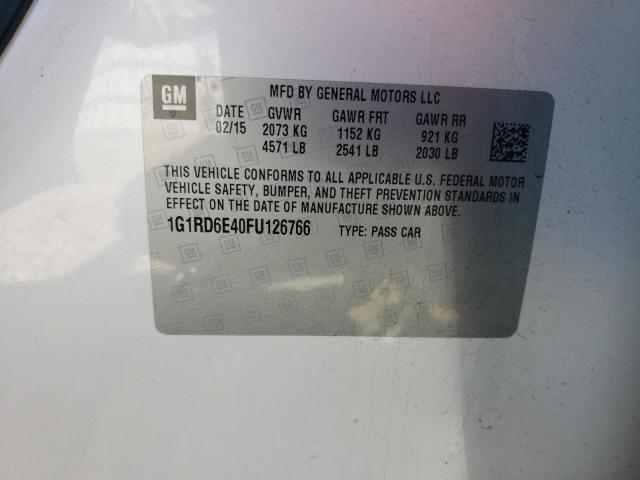 GM
MFD BY GENERAL MOTORS LLC
DATE GVWR GAWR FRT GAWR RR
02/15 2073 KG 1152 KG 921 KG
4571 LB 2541 LB 2030 LB
THIS VEHICLE CONFORMS TO ALL APPLICABLE U.S. FEDERAL MOTOR
VEHICLE SAFETY, BUMPER, AND THEFT PREVENTION STANDARDS IN
EFFECT ON THE DATE OF MANUFACTURE SHOWN ABOVE.
1G1RD6E40FU126766 TYPE: PASS CAR